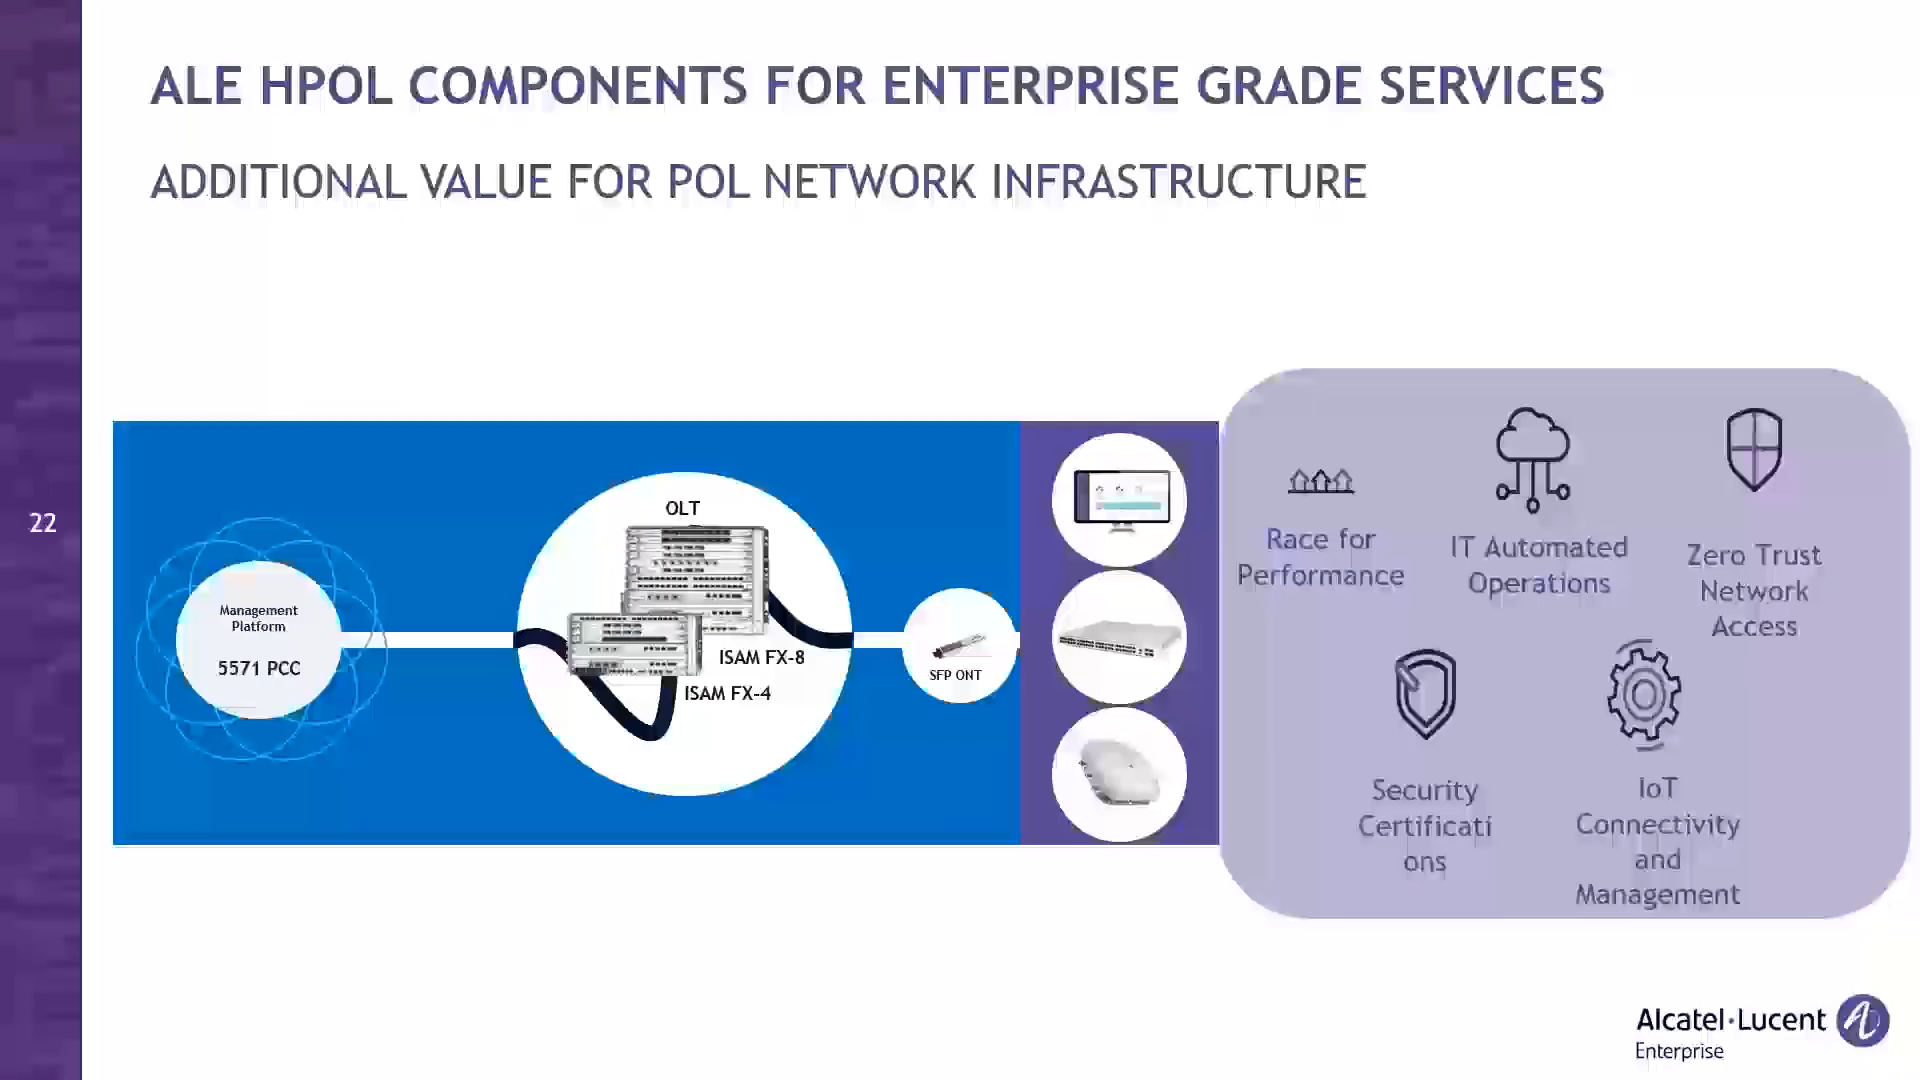 ALE HPOL COMPONENTS FOR ENTERPRISE GRADE SERVICES
ADDITIONAL VALUE FOR POL NETWORK INFRASTRUCTURE
22
Management
Platform
5571 PCC
OLT
ISAM FX-8
ISAM FX-4
SFP ONT
Race for
Performance
IT Automated
Operations
Zero Trust
Network
Access
Security
Certificati
ons
IoT
Connectivity
and
Management
Alcatel·Lucent
Enterprise